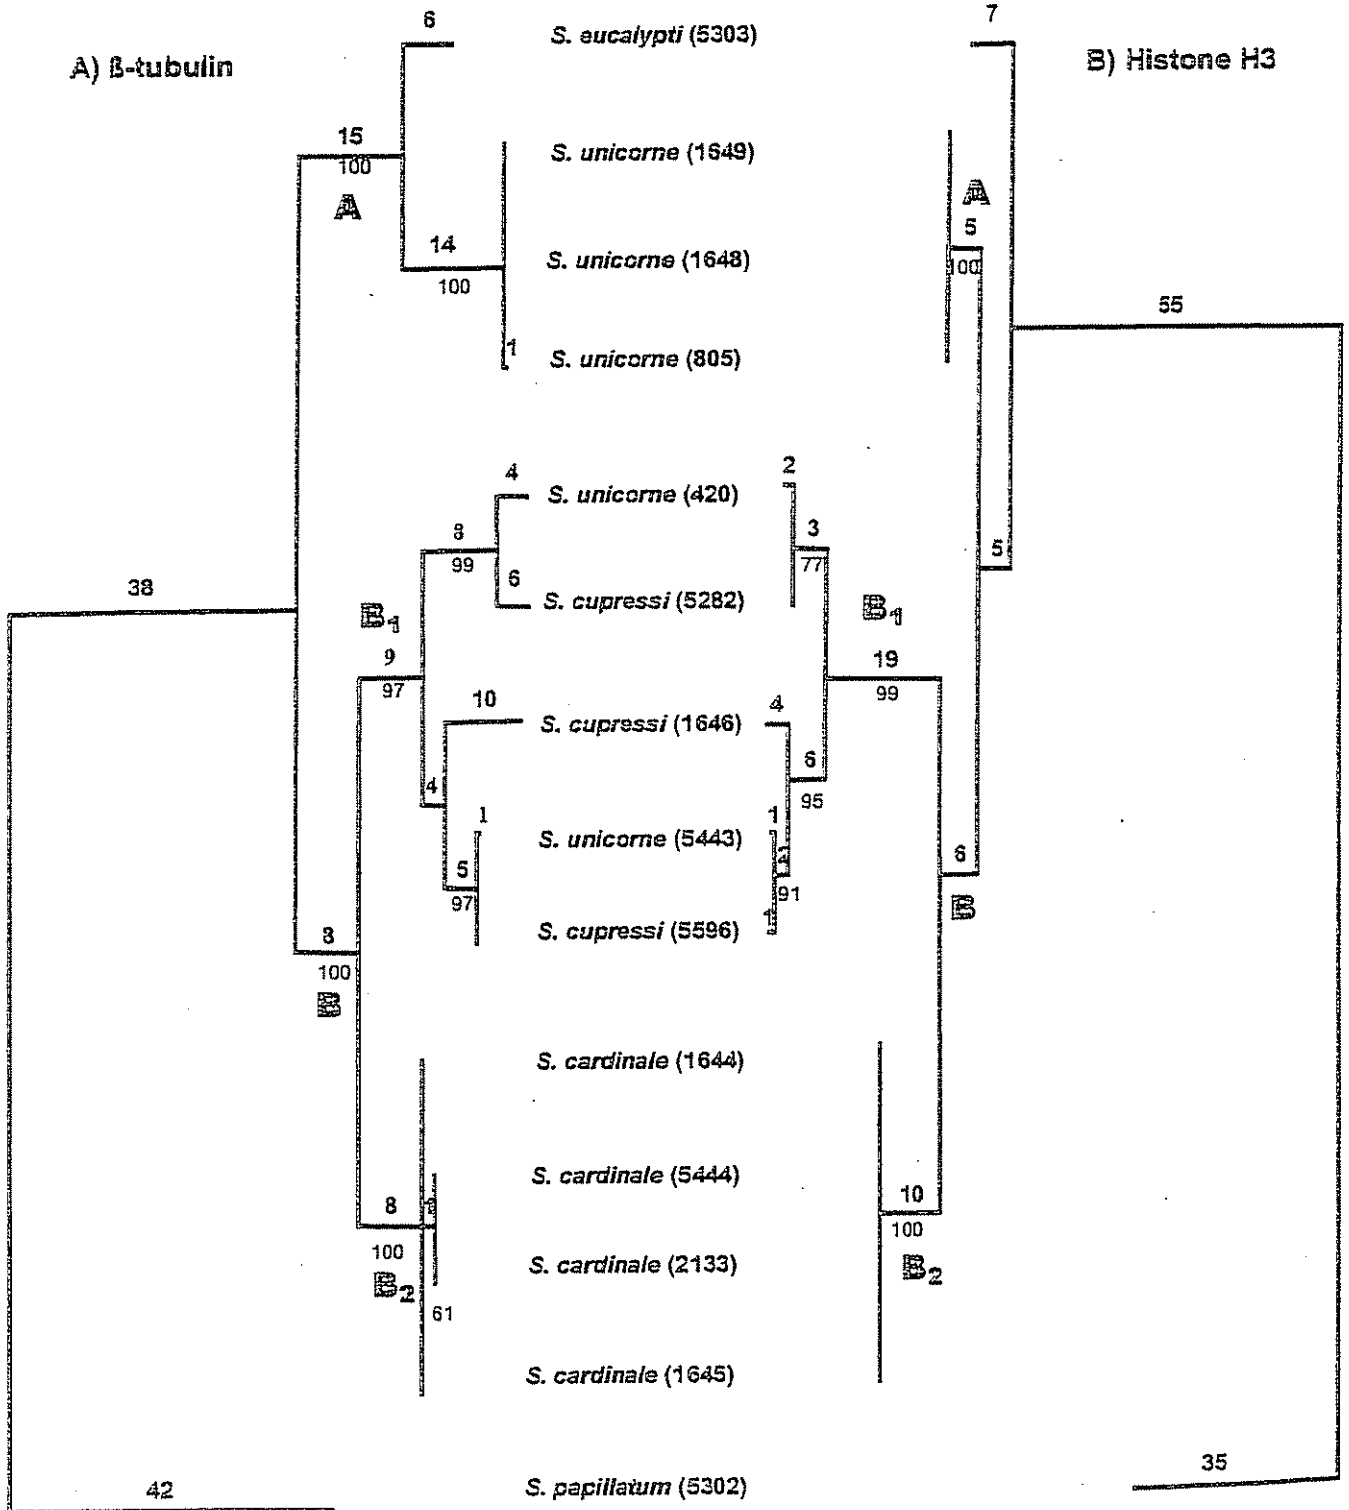 6
S. eucalypti (5303)
7
A) ß-tubulin
B) Histone H3
15
100
A
S. unicorne (1649)
A
14
100
S. unicorne (1648)
5
100
55
1
S. unicorne (805)
4
S. unicorne (420)
2
8
99
3
77
5
38
6
S. cupressi (5282)
B1
B1
9
97
19
99
10
S. cupressi (1646)
4
4
6
95
1
S. unicorne (5443)
1
5
97
2
91
6
S. cupressi (5596)
1
B
8
100
B
S. cardinale (1644)
S. cardinale (5444)
8
100
10
100
B2
S. cardinale (2133)
B2
61
S. cardinale (1645)
42
S. papillatum (5302)
35